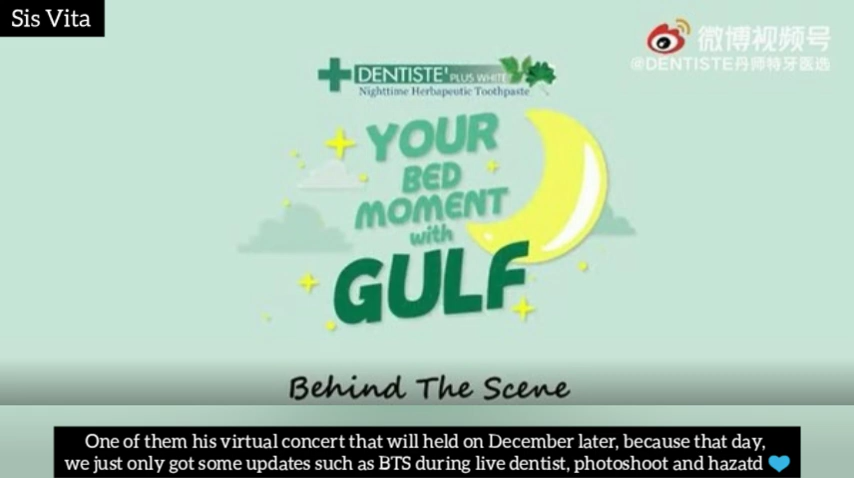 Sis Vita
微博视频号
@DENTISTE丹师特牙医选
DENTISTE' PLUS WHITE
Nighttime Herbapeutic Toothpaste
YOUR
BED
MOMENT
with
GULF
Behind The Scene
One of them his virtual concert that will held on December later, because that day,
we just only got some updates such as BTS during live dentist, photoshoot and hazatd